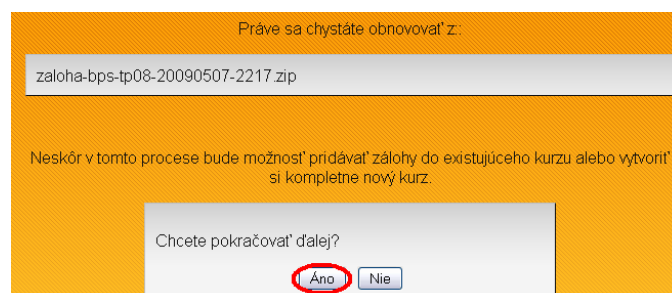 Práve sa chystáte obnovovať z::
zaloha-bps-tp08-20090507-2217.zip
Neskôr v tomto procese bude možnosť pridávať zálohy do existujúceho kurzu alebo vytvoriť
si kompletne nový kurz.
Chcete pokračovať ďalej?
Áno Nie